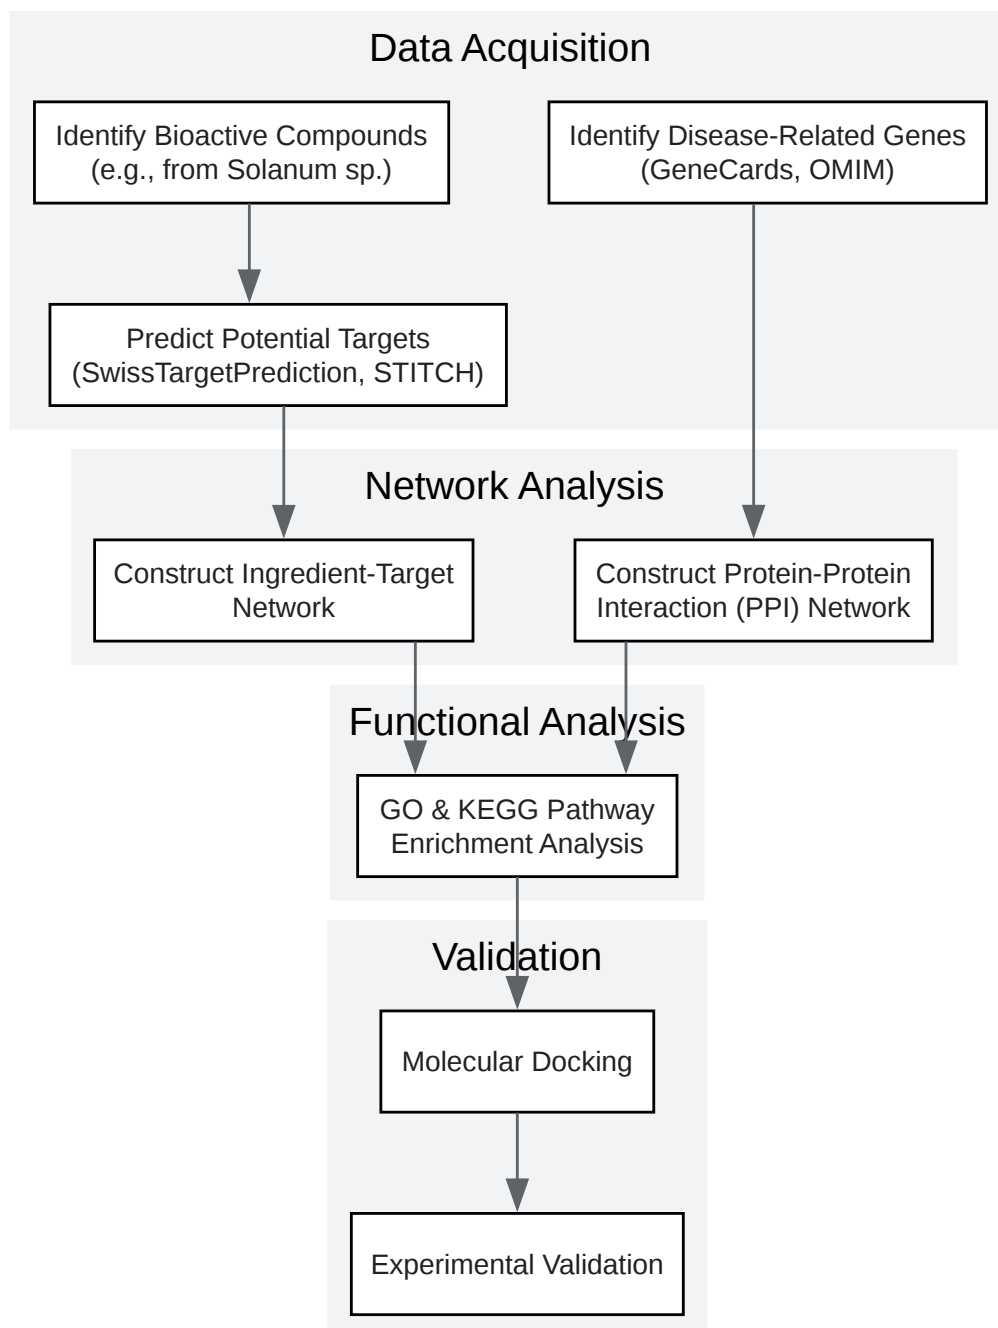 Data Acquisition
Identify Bioactive Compounds
(e.g., from Solanum sp.)
Identify Disease-Related Genes
(GeneCards, OMIM)
Predict Potential Targets
(SwissTargetPrediction, STITCH)
Network Analysis
Construct Ingredient-Target
Network
Construct Protein-Protein
Interaction (PPI) Network
Functional Analysis
GO & KEGG Pathway
Enrichment Analysis
Validation
Molecular Docking
Experimental Validation